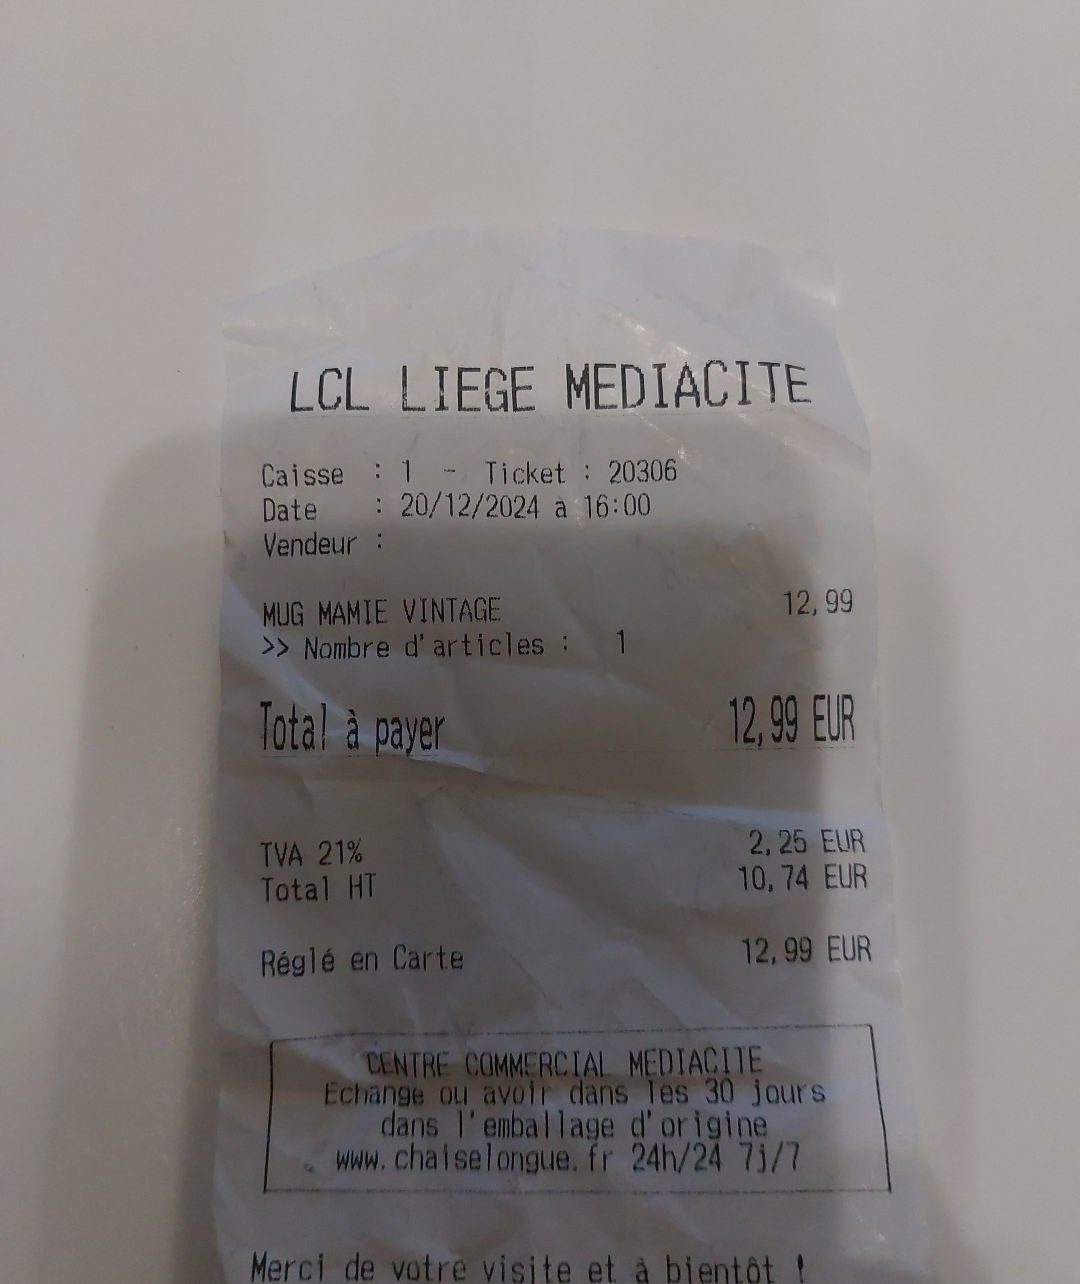 LCL LIEGE MEDIACITE
Caisse : 1 - Ticket : 20306
Date : 20/12/2024 à 16:00
Vendeur :
MUG MAMIE VINTAGE 12,99
>> Nombre d'articles : 1
Total à payer 12,99 EUR
TVA 21% 2,25 EUR
Total HT 10,74 EUR
Réglé en Carte 12,99 EUR
CENTRE COMMERCIAL MEDIACITE
Echange ou avoir dans les 30 jours
dans l'emballage d'origine
www.chaiselongue.fr 24h/24 7j/7
Merci de votre visite et à bientôt !